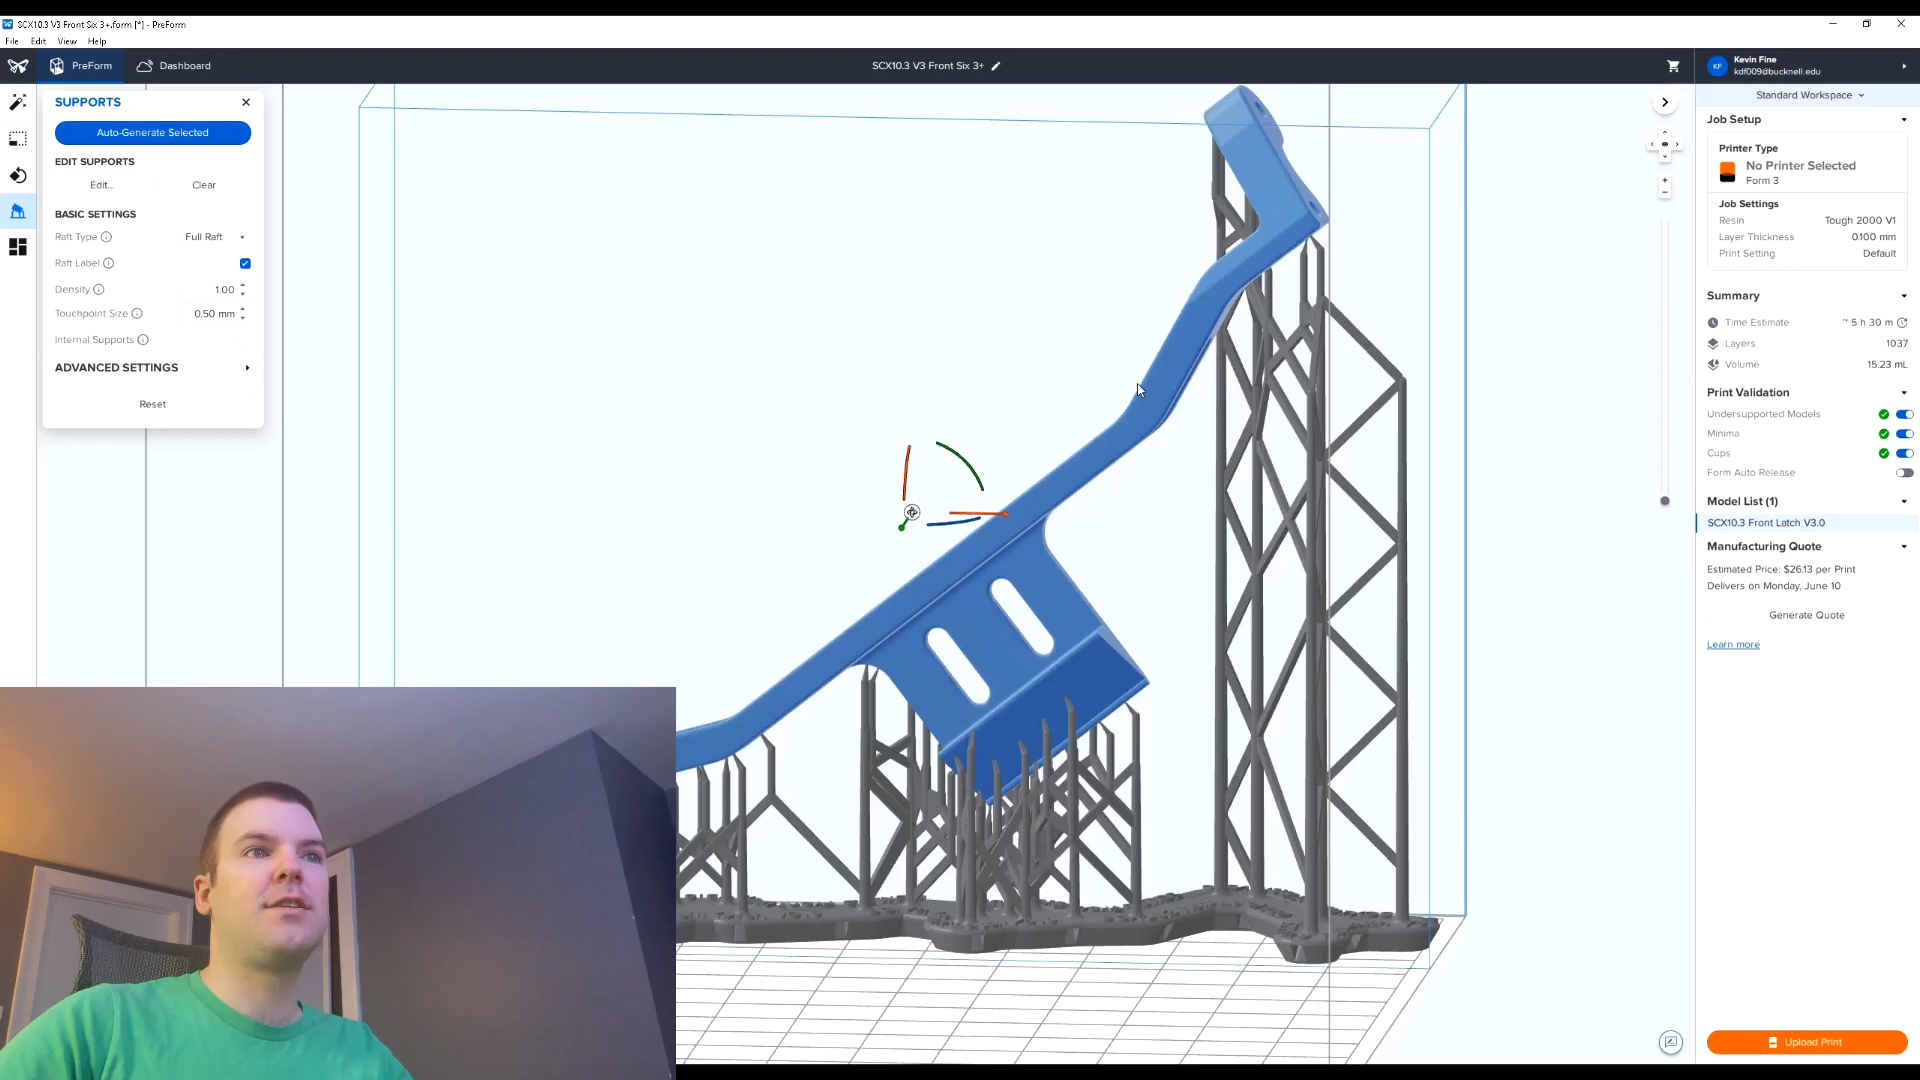 SCX10.3 V3 Front Six 3+.form [*] - PreForm
File Edit View Help
PreForm Dashboard
SCX10.3 V3 Front Six 3+
KF
Kevin Fine
kdf009@bucknell.edu
SUPPORTS
Auto-Generate Selected
EDIT SUPPORTS
Edit... Clear
BASIC SETTINGS
Raft Type Full Raft
Raft Label
Density 1.00
Touchpoint Size 0.50 mm
Internal Supports
ADVANCED SETTINGS
Reset
Standard Workspace
Job Setup
Printer Type
No Printer Selected
Form 3
Job Settings
Resin Tough 2000 V1
Layer Thickness 0.100 mm
Print Setting Default
Summary
Time Estimate ~ 5 h 30 m
Layers 1037
Volume 15.23 mL
Print Validation
Undersupported Models
Minima
Cups
Form Auto Release
Model List (1)
SCX10.3 Front Latch V3.0
Manufacturing Quote
Estimated Price: $26.13 per Print
Delivers on Monday, June 10
Generate Quote
Learn more
Upload Print